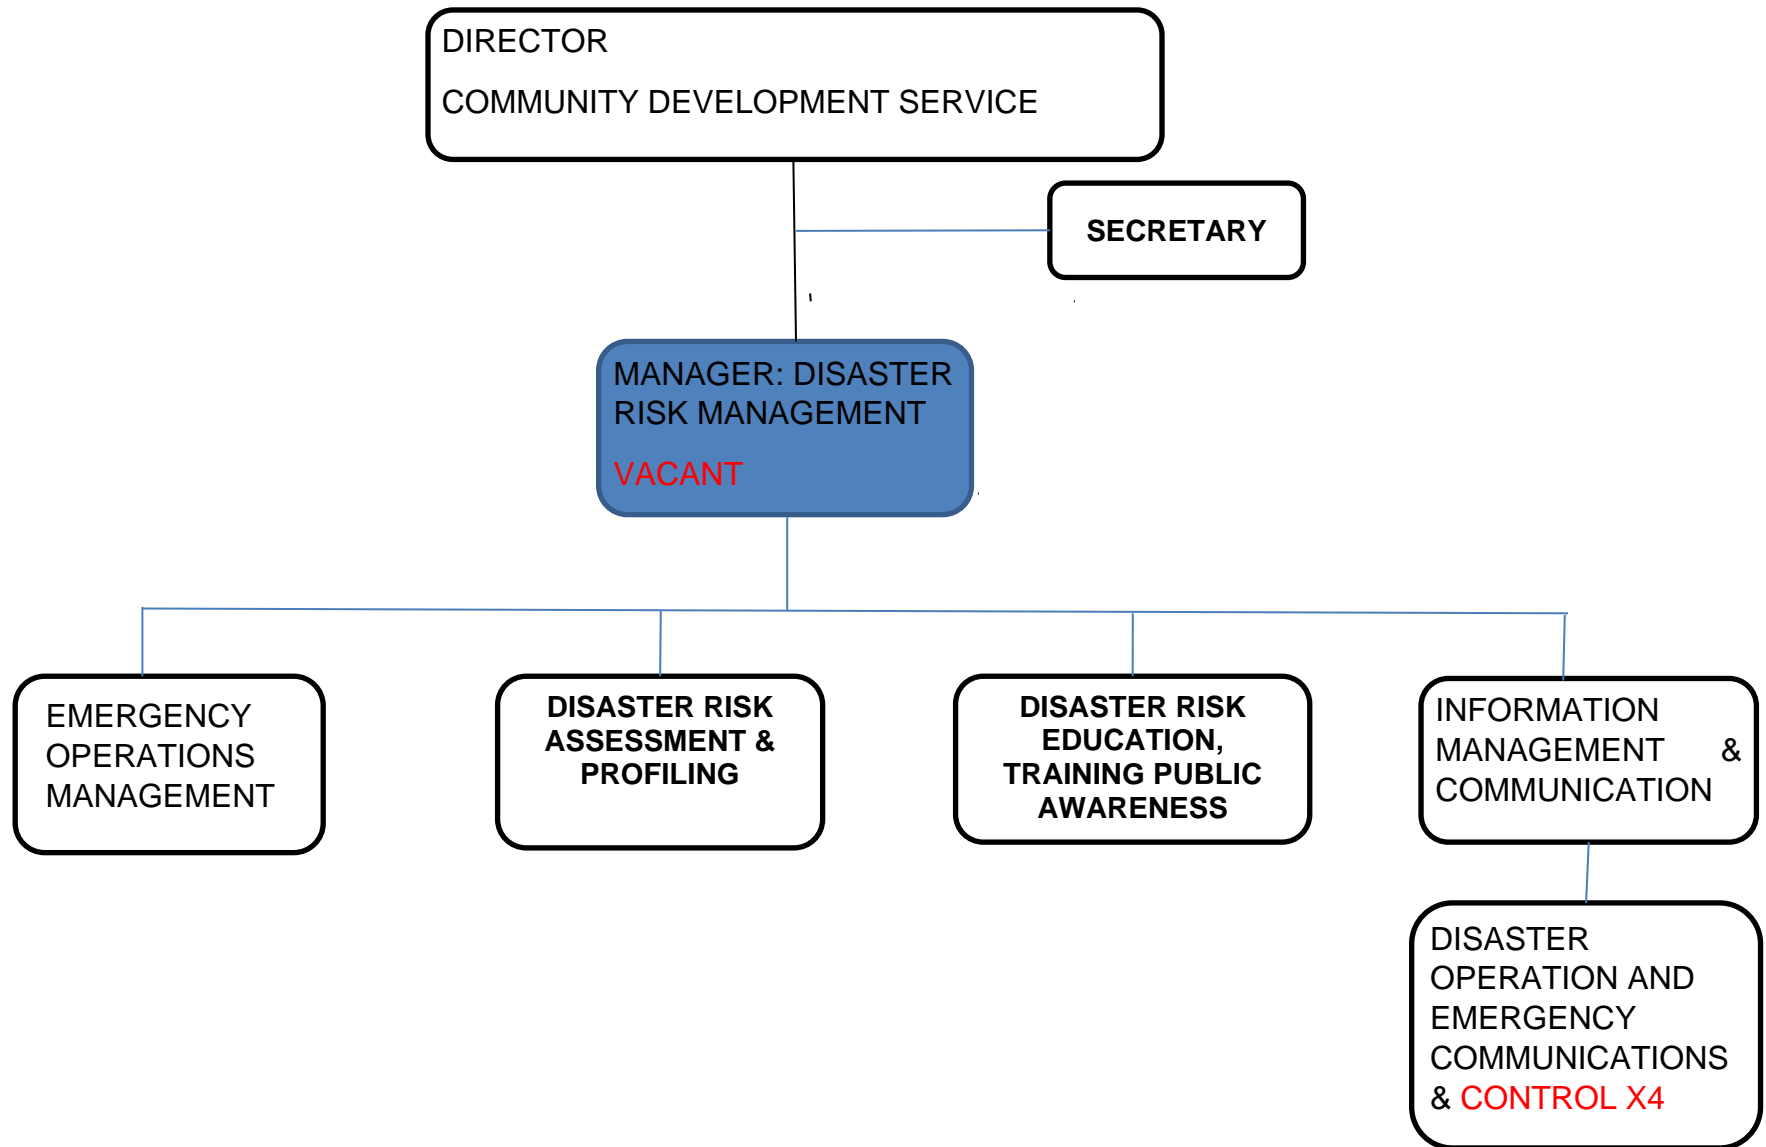 DIRECTOR
COMMUNITY DEVELOPMENT SERVICE
SECRETARY
MANAGER: DISASTER
RISK MANAGEMENT
VACANT
EMERGENCY
OPERATIONS
MANAGEMENT
DISASTER RISK
ASSESSMENT &
PROFILING
DISASTER RISK
EDUCATION,
TRAINING PUBLIC
AWARENESS
INFORMATION
MANAGEMENT &
COMMUNICATION
DISASTER
OPERATION AND
EMERGENCY
COMMUNICATIONS
& CONTROL X4